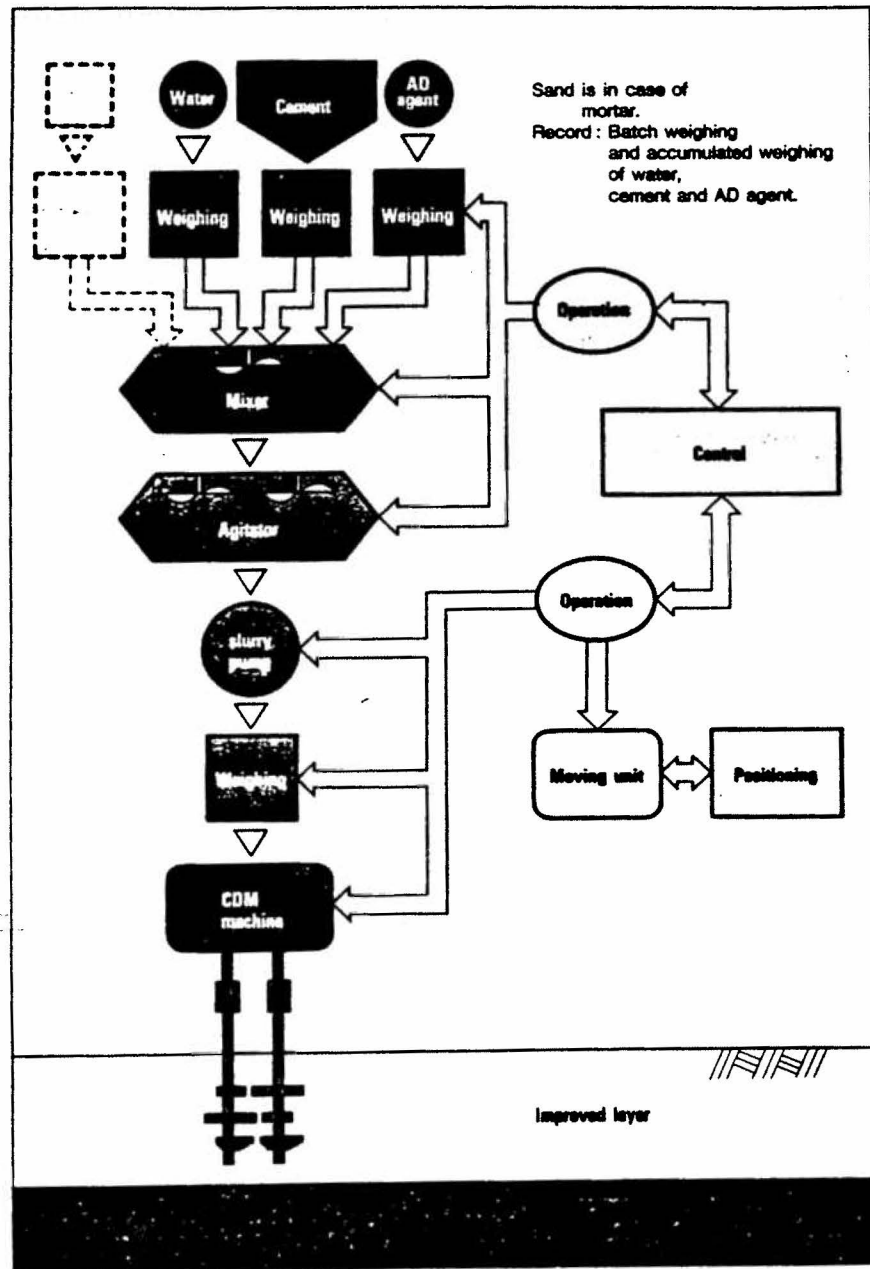 Water
Cement
AD
agent
Sand is in case of
mortar.
Record : Batch weighing
and accumulated weighing
of water,
cement and AD agent.
Weighing
Weighing
Weighing
Operation
Mixer
Control
Agitator
Operation
slurry
pump
Moving unit
Positioning
Weighing
CDM
machine
Improved layer